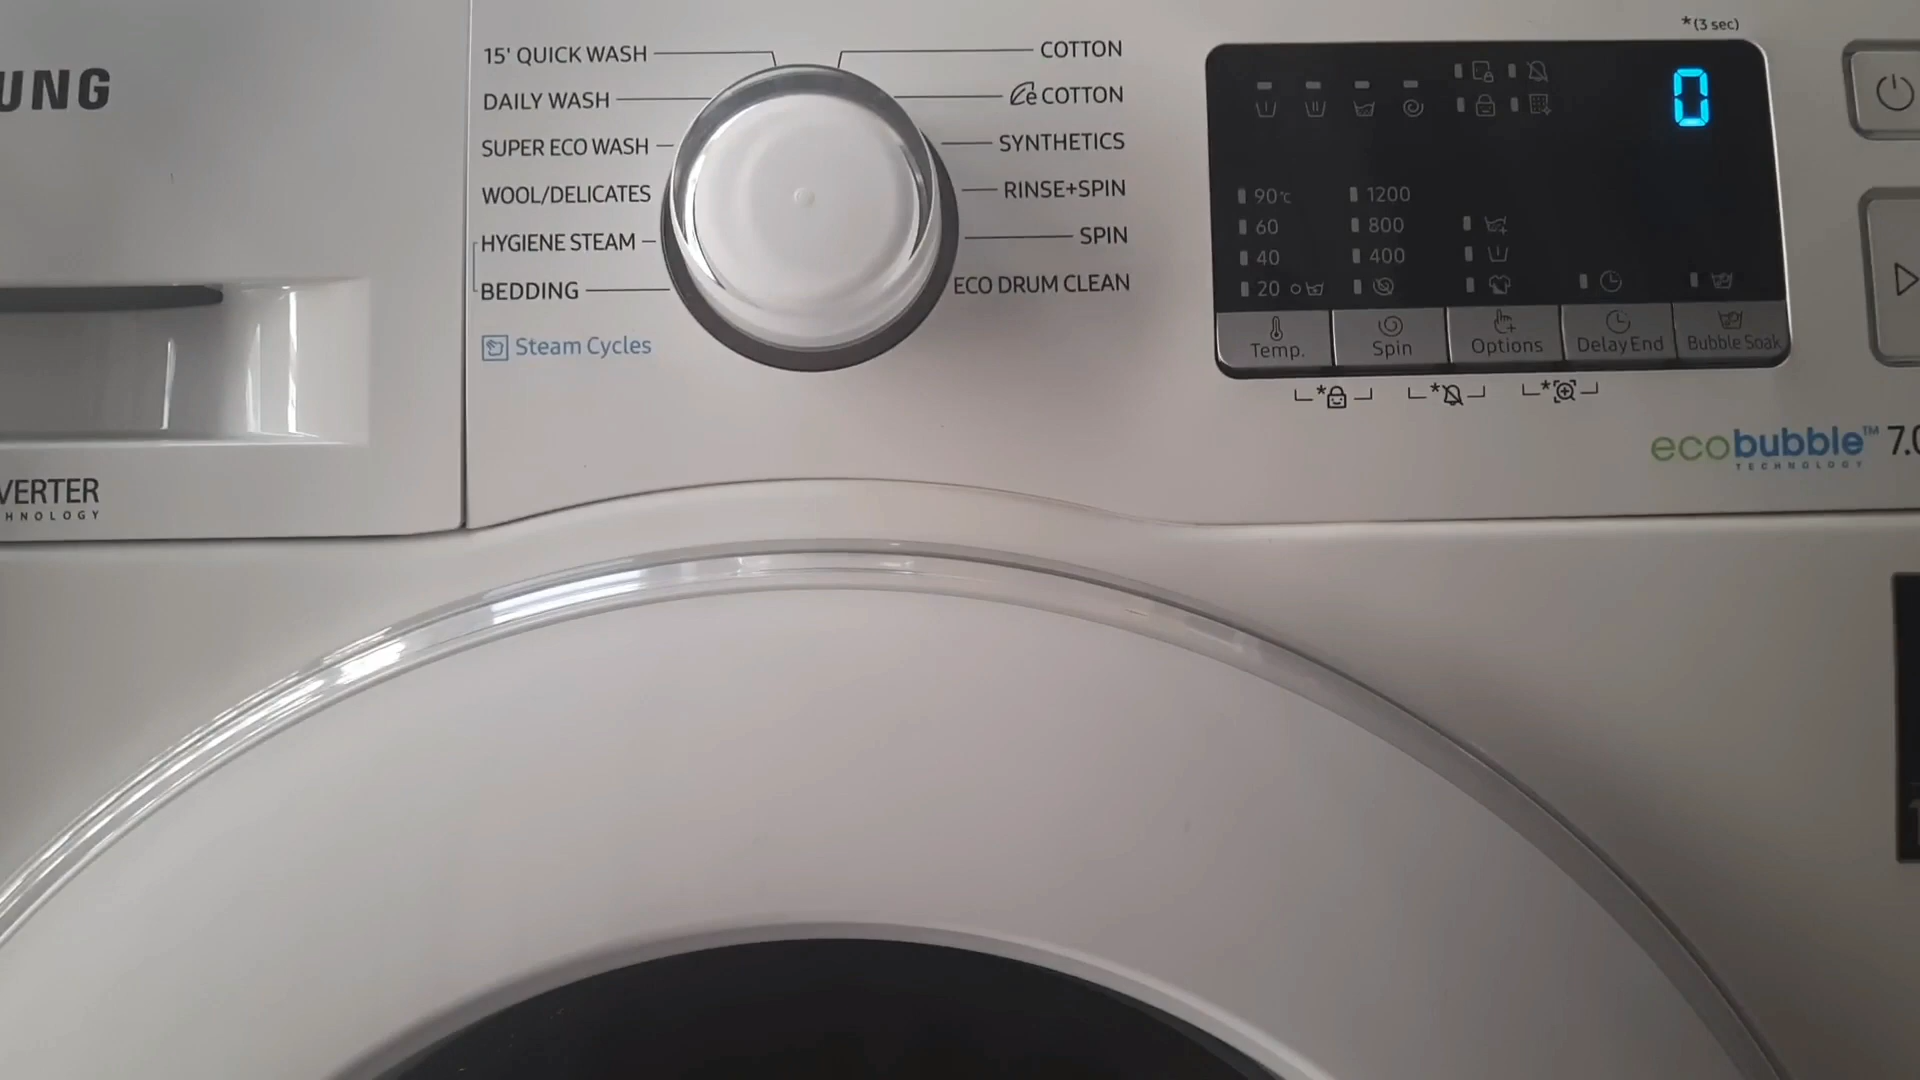 UNG
15' QUICK WASH
DAILY WASH
SUPER ECO WASH
WOOL/DELICATES
HYGIENE STEAM
BEDDING
Steam Cycles
COTTON
e COTTON
SYNTHETICS
RINSE+SPIN
SPIN
ECO DRUM CLEAN
*(3 sec)
0
90°c 1200
60 800
40 400
20
Temp. Spin Options Delay End Bubble Soak
* * *
ecobubble™ 7.0
TECHNOLOGY
VERTER
HNOLOGY